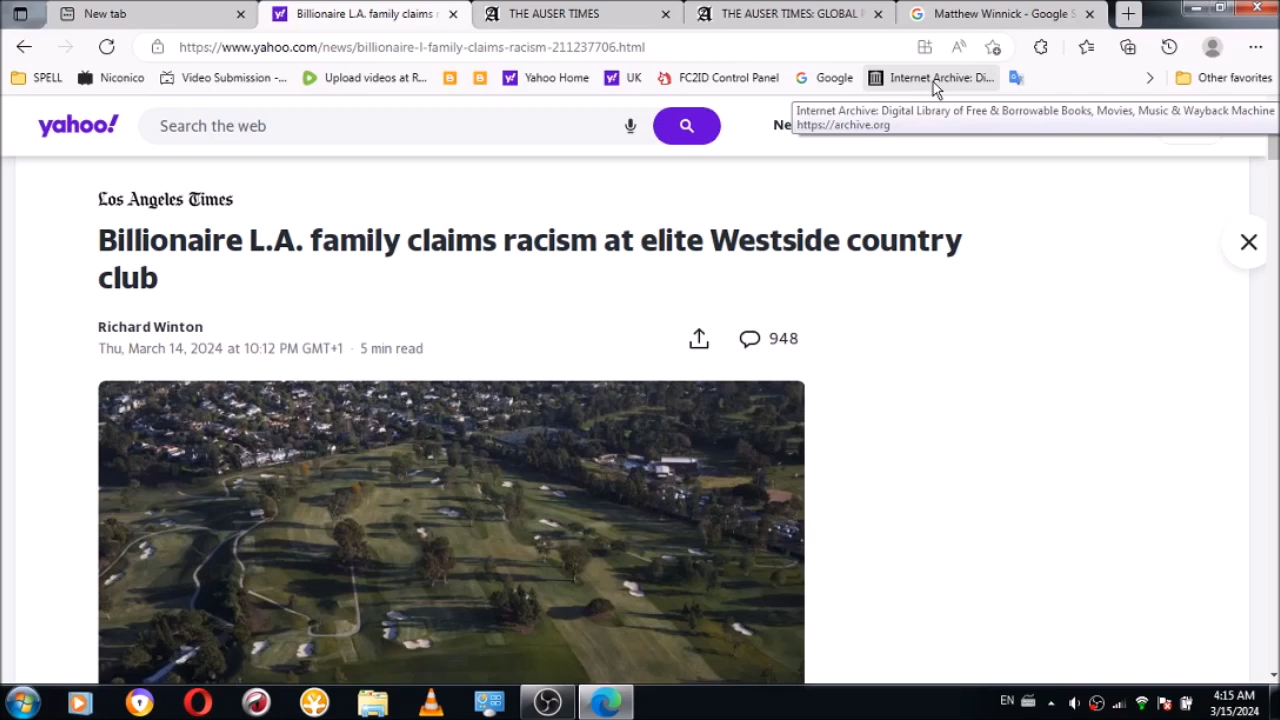 New tab
Billionaire L.A. family claims
THE AUSER TIMES
THE AUSER TIMES: GLOBAL
Matthew Winnick - Google S
https://www.yahoo.com/news/billionaire-l-family-claims-racism-211237706.html
SPELL
Niconico
Video Submission -...
Upload videos at R...
Yahoo Home
UK
FC2ID Control Panel
Google
Internet Archive: Di...
Other favorites
Internet Archive: Digital Library of Free & Borrowable Books, Movies, Music & Wayback Machine
https://archive.org
yahoo!
Search the web
Ne
Los Angeles Times
Billionaire L.A. family claims racism at elite Westside country
club
Richard Winton
Thu, March 14, 2024 at 10:12 PM GMT+1 · 5 min read
948
EN
4:15 AM
3/15/2024